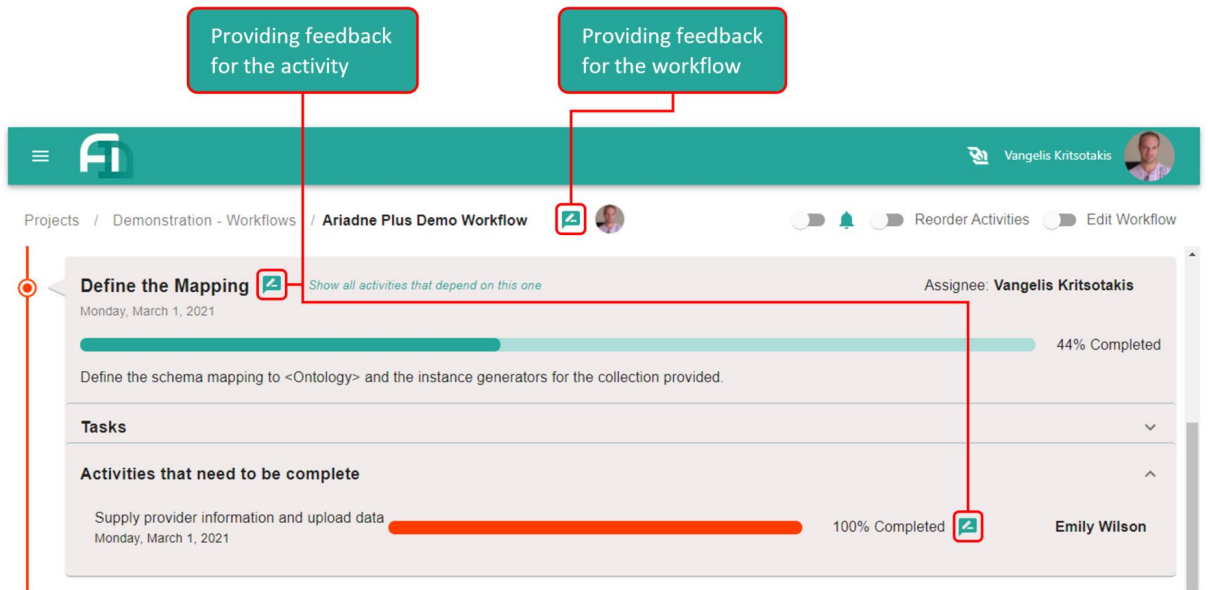 Providing feedback
for the activity
Providing feedback
for the workflow
Vangelis Kritsotakis
Projects / Demonstration - Workflows / Ariadne Plus Demo Workflow
Reorder Activities
Edit Workflow
Define the Mapping
Show all activities that depend on this one
Assignee: Vangelis Kritsotakis
Monday, March 1, 2021
44% Completed
Define the schema mapping to <Ontology> and the instance generators for the collection provided.
Tasks
Activities that need to be complete
Supply provider information and upload data
100% Completed
Emily Wilson
Monday, March 1, 2021